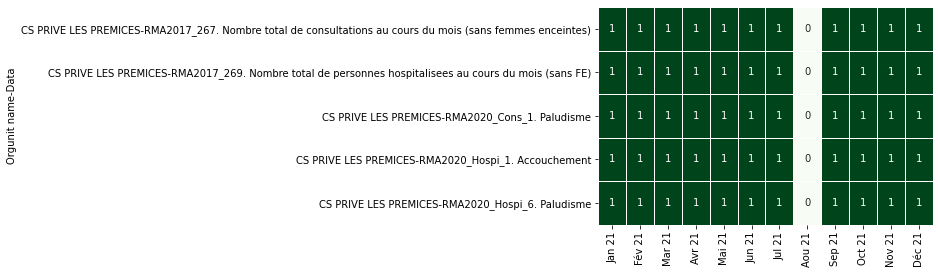 Orgunit name-Data
CS PRIVE LES PREMICES-RMA2017_267. Nombre total de consultations au cours du mois (sans femmes enceintes) 1 1 1 1 1 1 1 0 1 1 1 1
CS PRIVE LES PREMICES-RMA2017_269. Nombre total de personnes hospitalisees au cours du mois (sans FE) 1 1 1 1 1 1 1 0 1 1 1 1
CS PRIVE LES PREMICES-RMA2020_Cons_1. Paludisme 1 1 1 1 1 1 1 0 1 1 1 1
CS PRIVE LES PREMICES-RMA2020_Hospi_1. Accouchement 1 1 1 1 1 1 1 0 1 1 1 1
CS PRIVE LES PREMICES-RMA2020_Hospi_6. Paludisme 1 1 1 1 1 1 1 0 1 1 1 1
Jan 21 Fév 21 Mar 21 Avr 21 Mai 21 Jun 21 Jul 21 Aou 21 Sep 21 Oct 21 Nov 21 Déc 21